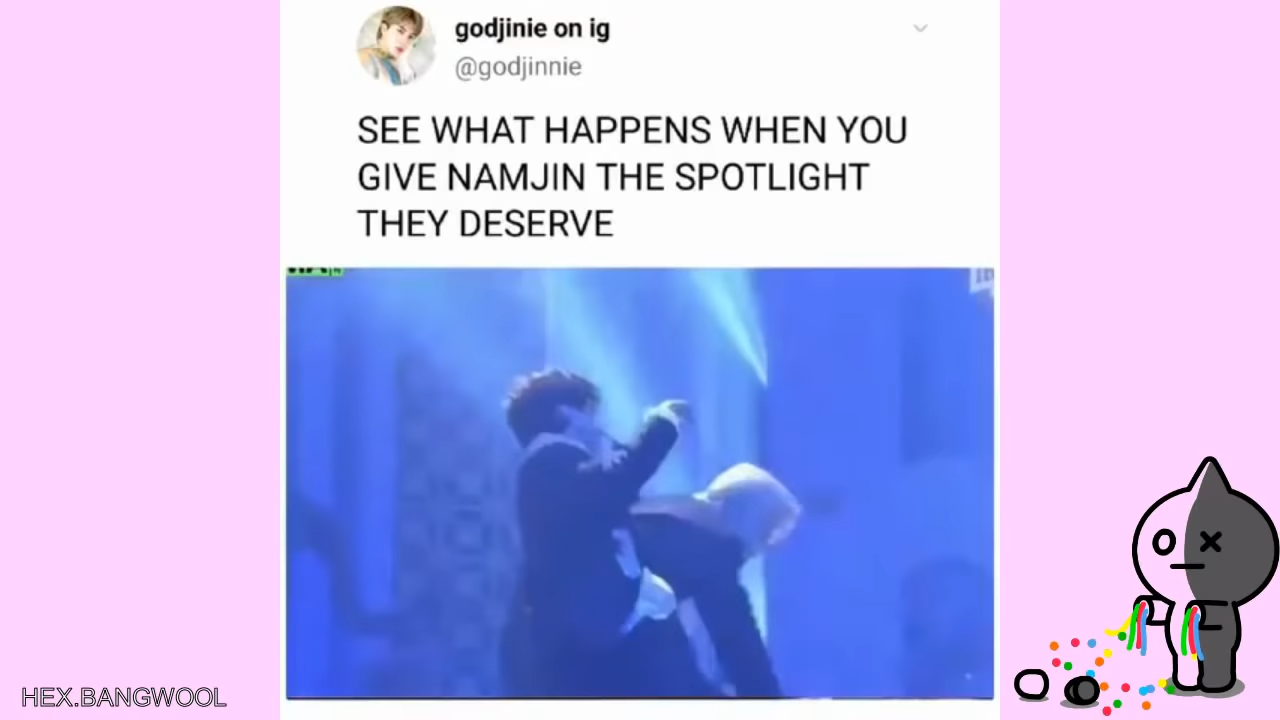 godjinie on ig
@godjinnie
SEE WHAT HAPPENS WHEN YOU
GIVE NAMJIN THE SPOTLIGHT
THEY DESERVE
HEX.BANGWOOL